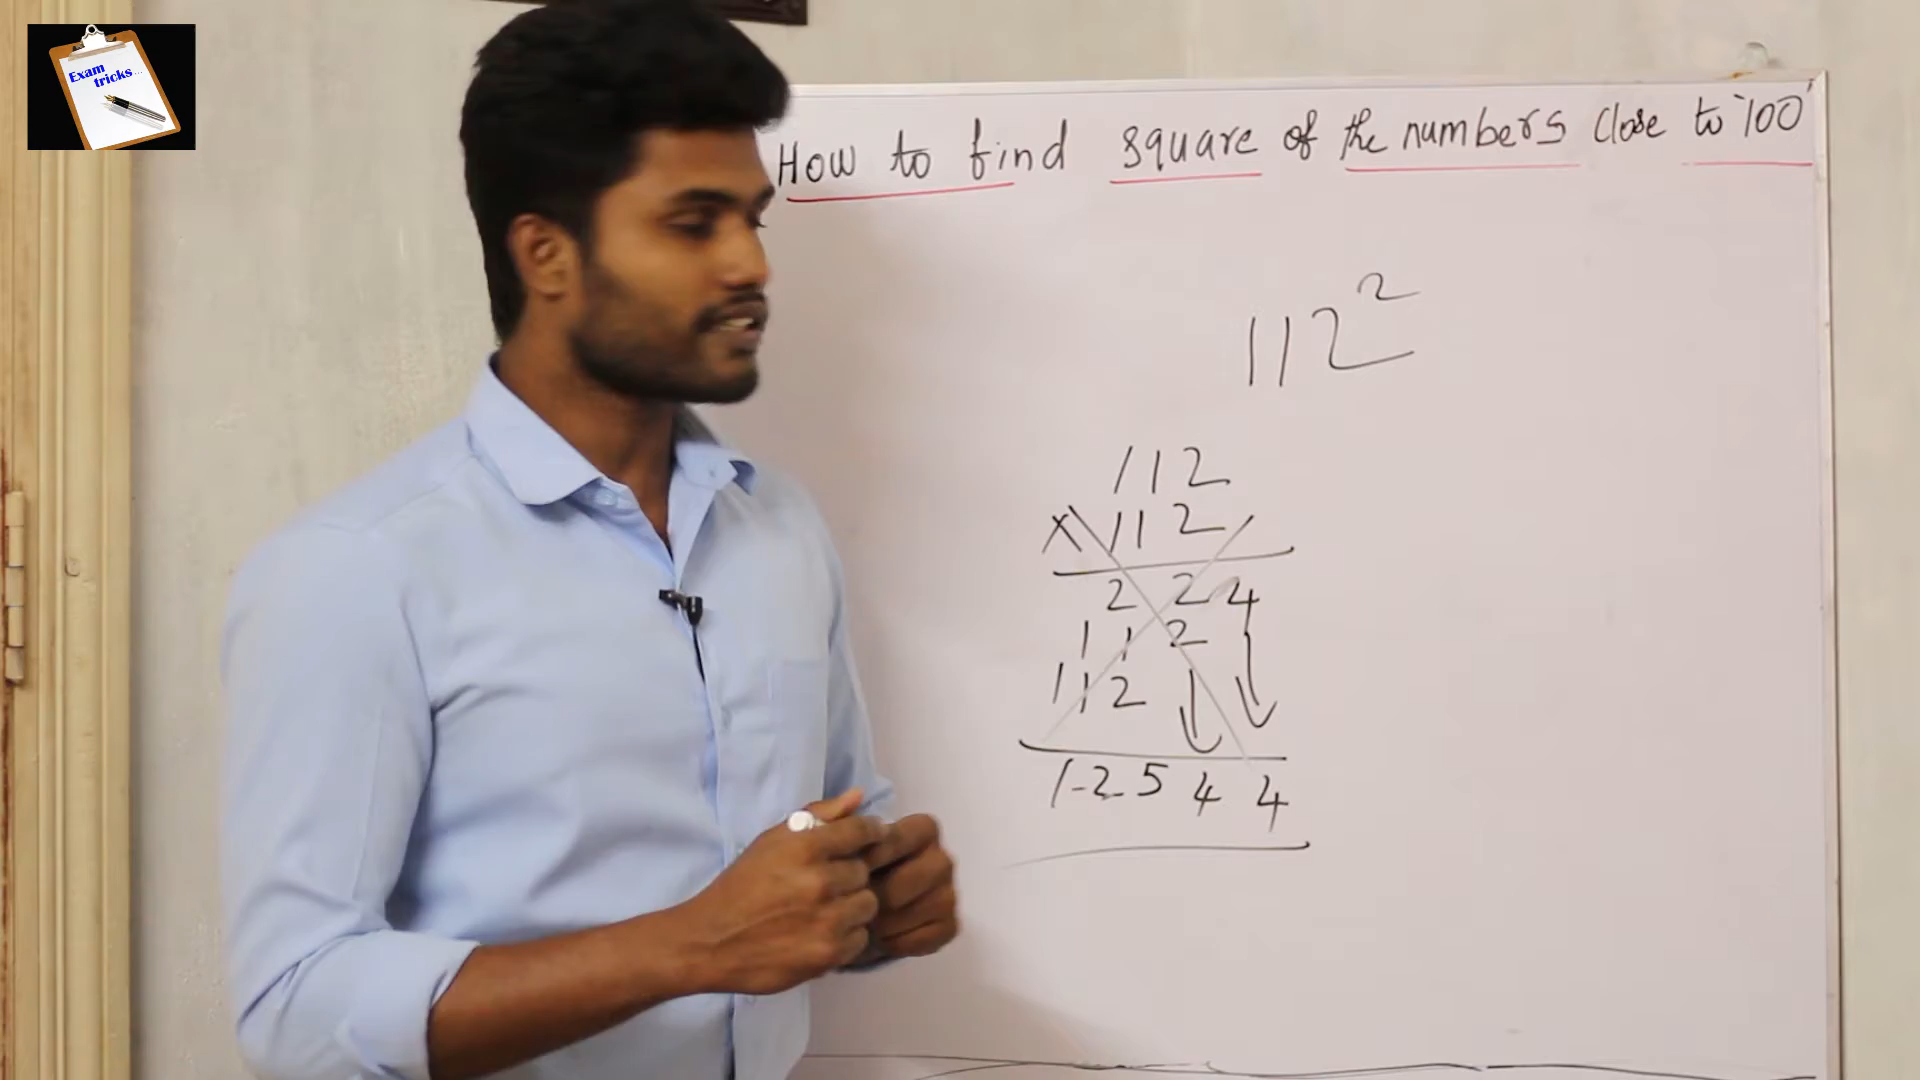 Exam
tricks...
How to find square of the numbers close to '100'
112²
112
x 112
2 2 4
1 1 2
1 1 2
1 2 5 4 4